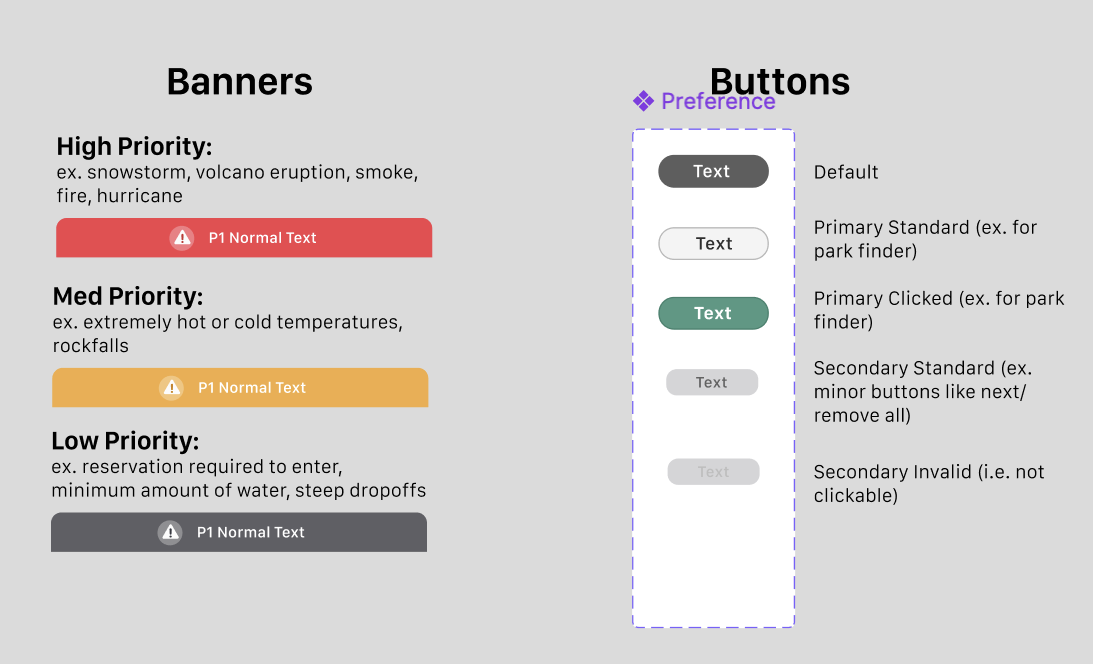 Banners
High Priority:
ex. snowstorm, volcano eruption, smoke,
fire, hurricane
P1 Normal Text
Med Priority:
ex. extremely hot or cold temperatures,
rockfalls
P1 Normal Text
Low Priority:
ex. reservation required to enter,
minimum amount of water, steep dropoffs
P1 Normal Text
Buttons
Preference
Text
Default
Text
Primary Standard (ex. for
park finder)
Text
Primary Clicked (ex. for park
finder)
Text
Secondary Standard (ex.
minor buttons like next/
remove all)
Text
Secondary Invalid (i.e. not
clickable)